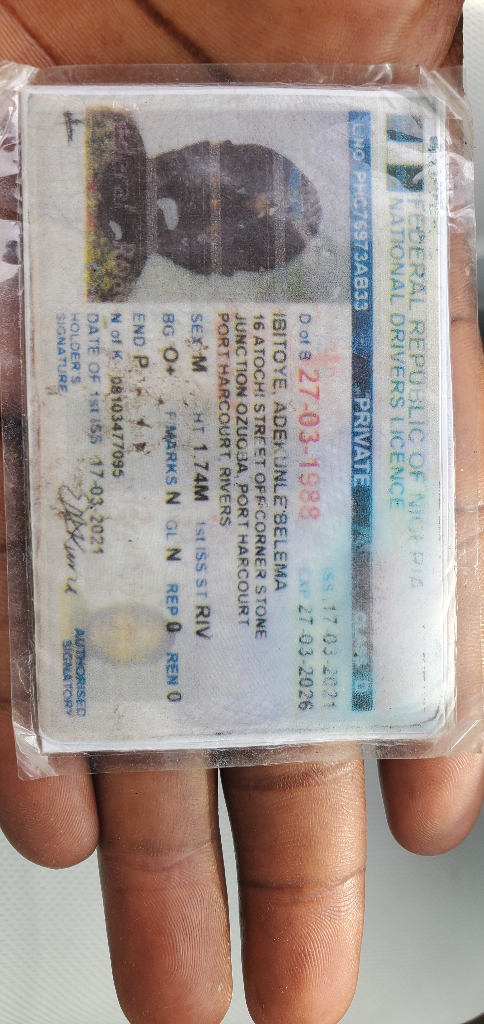 FEDERAL REPUBLIC OF NIGERIA
NATIONAL DRIVERS LICENCE
L/NO PHC76973AB33 PRIVATE
D of B 27-03-1988
ISS 17-03-2021
EXP 27-03-2026
IBITOYE, ADEKUNLE BELEMA
16 ATOCHI STREET OFF CORNER STONE
JUNCTION OZUOBA, PORT HARCOURT
PORT HARCOURT RIVERS
SEX M HT 1.74M 1st ISS ST RIV
BG O+ F/MARKS N GL N REP 0 REN 0
END P
N of K 08103477095
DATE OF 1st ISS 17-03-2021
HOLDER'S
SIGNATURE
AUTHORISED
SIGNATORY